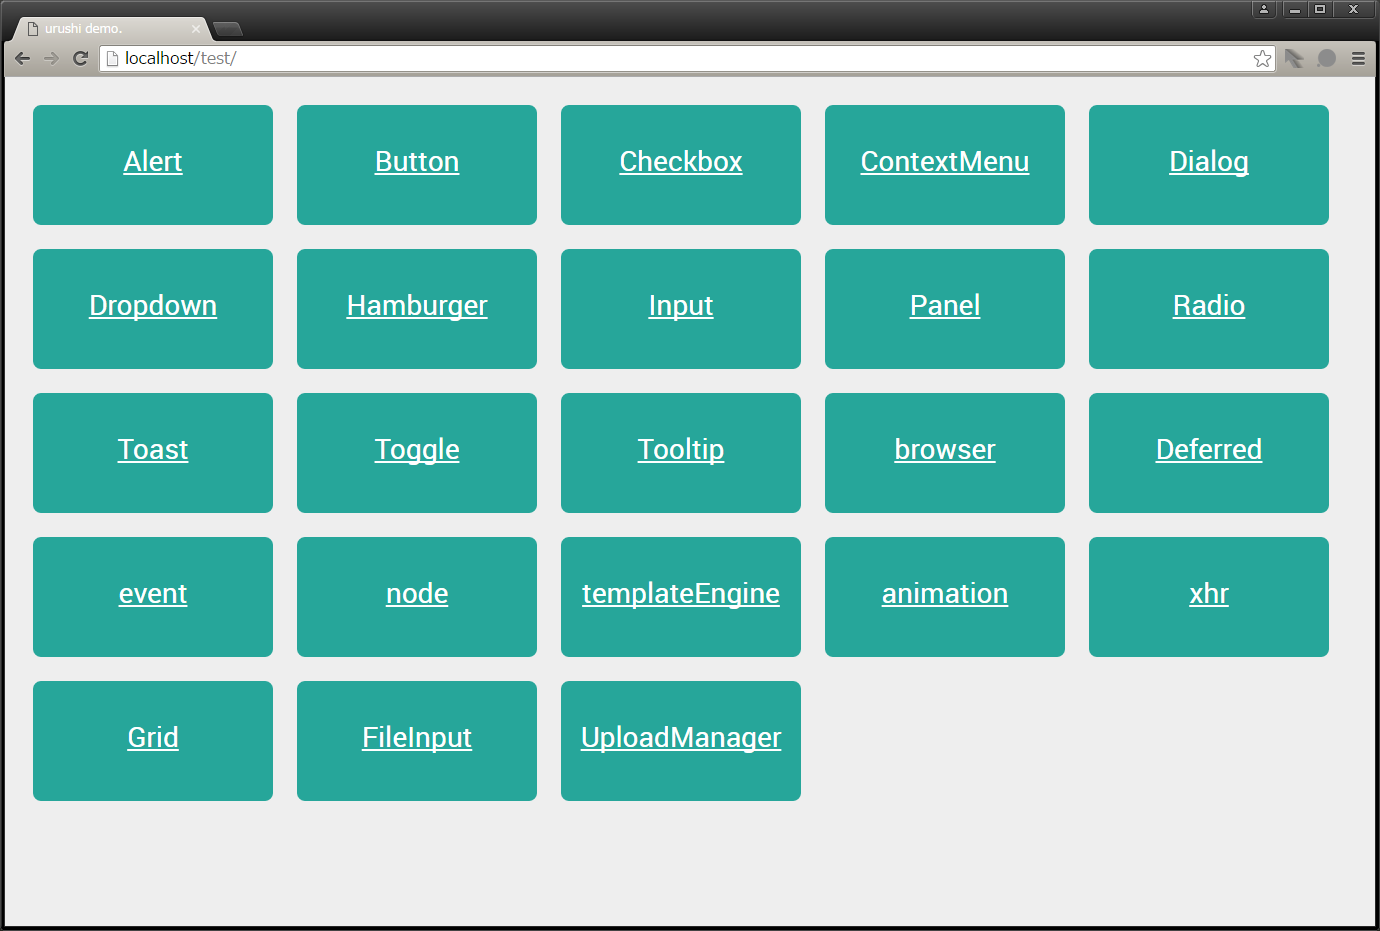 urushi demo.
localhost/test/
Alert Button Checkbox ContextMenu Dialog
Dropdown Hamburger Input Panel Radio
Toast Toggle Tooltip browser Deferred
event node templateEngine animation xhr
Grid FileInput UploadManager